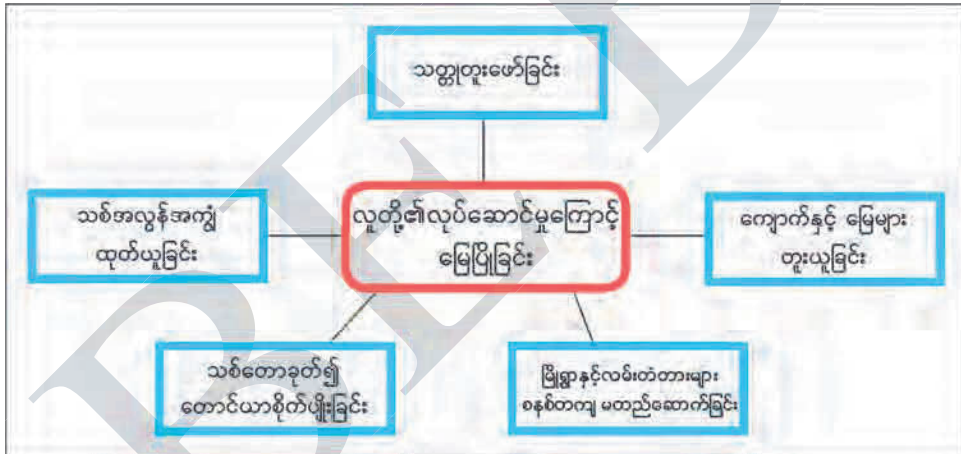 သတ္တုတူးဖော်ခြင်း
သစ်အလွန်အကျွံ
ထုတ်ယူခြင်း
လူတို့၏လုပ်ဆောင်မှုကြောင့်
မြေပြိုခြင်း
ကျောက်နှင့် မြေများ
တူးယူခြင်း
သစ်တောခုတ်၍
တောင်ယာစိုက်ပျိုးခြင်း
မြို့ရွာနှင့်လမ်းတံတားများ
စနစ်တကျ မတည်ဆောက်ခြင်း